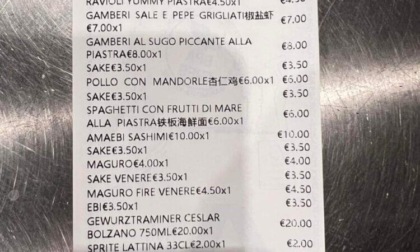 RAVIOLI YUMMY PIASTRA€4.50x1 €4.50
GAMBERI SALE E PEPE GRIGLIATI椒盐虾
€7.00x1 €7.00
GAMBERI AL SUGO PICCANTE ALLA
PIASTRA€8.00x1 €8.00
SAKE€3.50x1 €3.50
POLLO CON MANDORLE杏仁鸡€6.00x1 €6.00
SAKE€3.50x1 €3.50
SPAGHETTI CON FRUTTI DI MARE
ALLA PIASTRA铁板海鲜面€6.00x1 €6.00
AMAEBI SASHIMI€10.00x1 €10.00
SAKE€3.50x1 €3.50
MAGURO€4.00x1 €4.00
SAKE VENERE€3.50x1 €3.50
MAGURO FIRE VENERE€4.50x1 €4.50
EBI€3.50x1 €3.50
GEWURZTRAMINER CESLAR
BOLZANO 750ML€20.00x1 €20.00
SPRITE LATTINA 33CL€2.00x1 €2.00